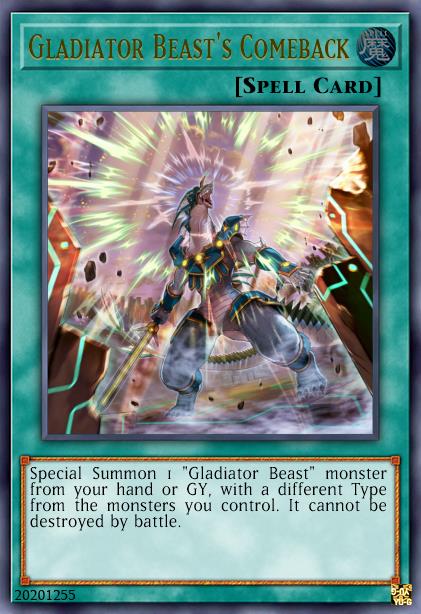 GLADIATOR BEAST'S COMEBACK
[SPELL CARD]
Special Summon 1 "Gladiator Beast" monster
from your hand or GY, with a different Type
from the monsters you control. It cannot be
destroyed by battle.
20201255